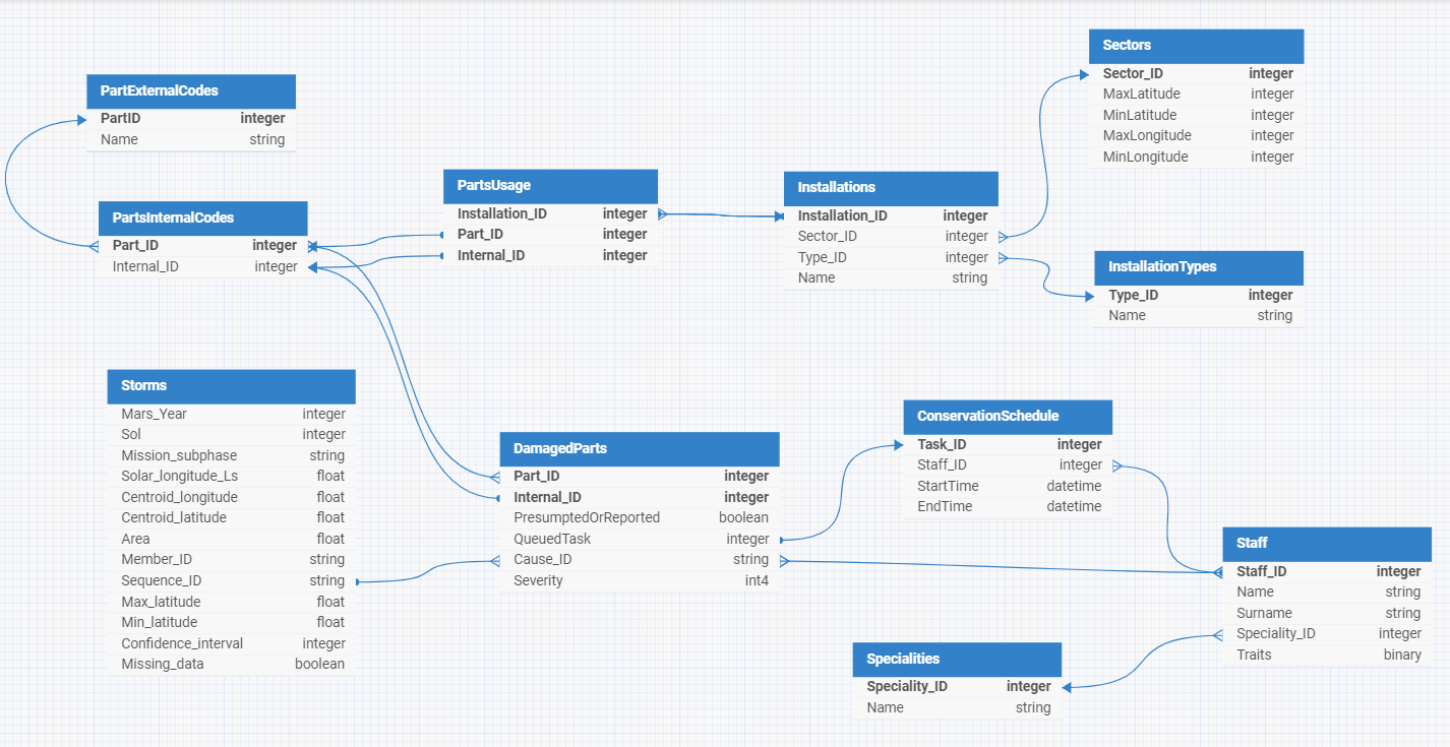 PartExternalCodes
PartID integer
Name string
PartsInternalCodes
Part_ID integer
Internal_ID integer
PartsUsage
Installation_ID integer
Part_ID integer
Internal_ID integer
Installations
Installation_ID integer
Sector_ID integer
Type_ID integer
Name string
Sectors
Sector_ID integer
MaxLatitude integer
MinLatitude integer
MaxLongitude integer
MinLongitude integer
InstallationTypes
Type_ID integer
Name string
Storms
Mars_Year integer
Sol integer
Mission_subphase string
Solar_longitude_Ls float
Centroid_longitude float
Centroid_latitude float
Area float
Member_ID string
Sequence_ID string
Max_latitude float
Min_latitude float
Confidence_interval integer
Missing_data boolean
DamagedParts
Part_ID integer
Internal_ID integer
PresumptedOrReported boolean
QueuedTask integer
Cause_ID string
Severity int4
ConservationSchedule
Task_ID integer
Staff_ID integer
StartTime datetime
EndTime datetime
Staff
Staff_ID integer
Name string
Surname string
Speciality_ID integer
Traits binary
Specialities
Speciality_ID integer
Name string